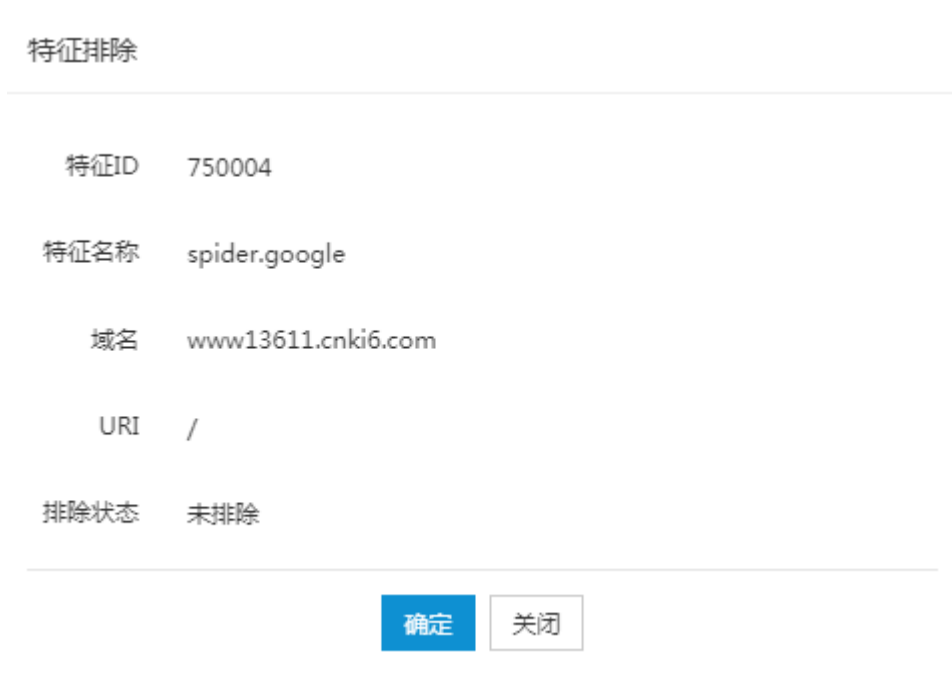 特征排除
特征ID 750004
特征名称 spider.google
域名 www13611.cnki6.com
URI /
排除状态 未排除
确定 关闭